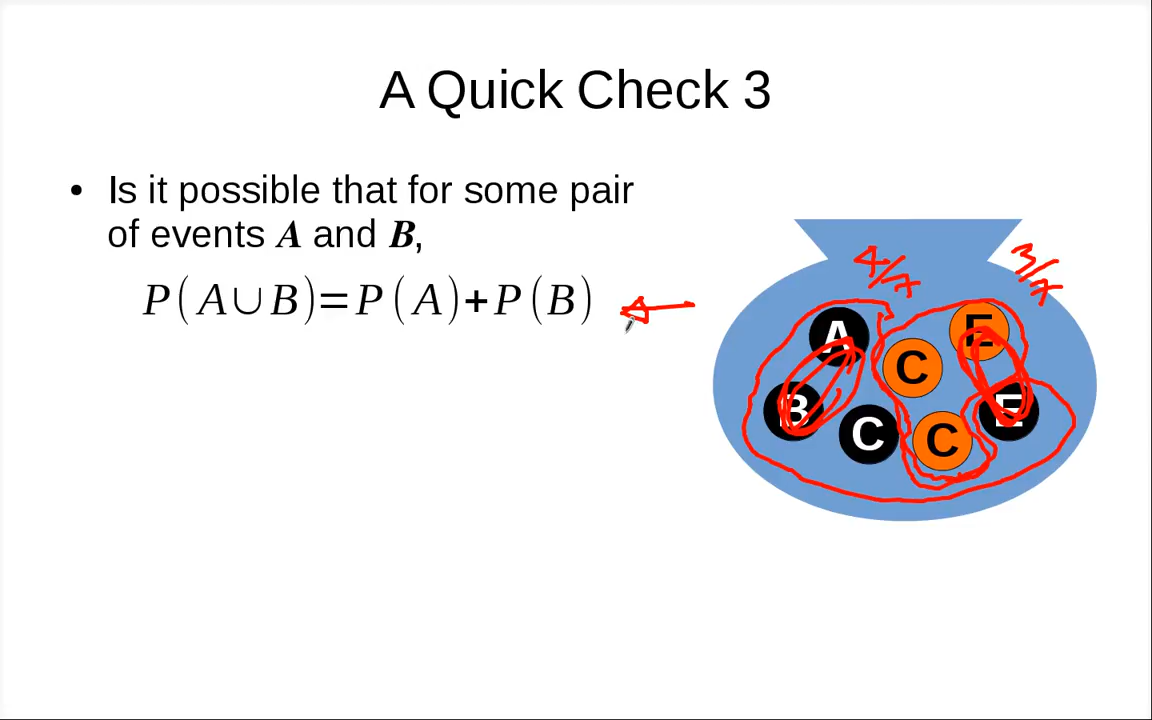 A Quick Check 3
• Is it possible that for some pair
of events A and B,
P(A∪B)=P(A)+P(B)
4/7
3/7
A
E
C
B
E
C
C